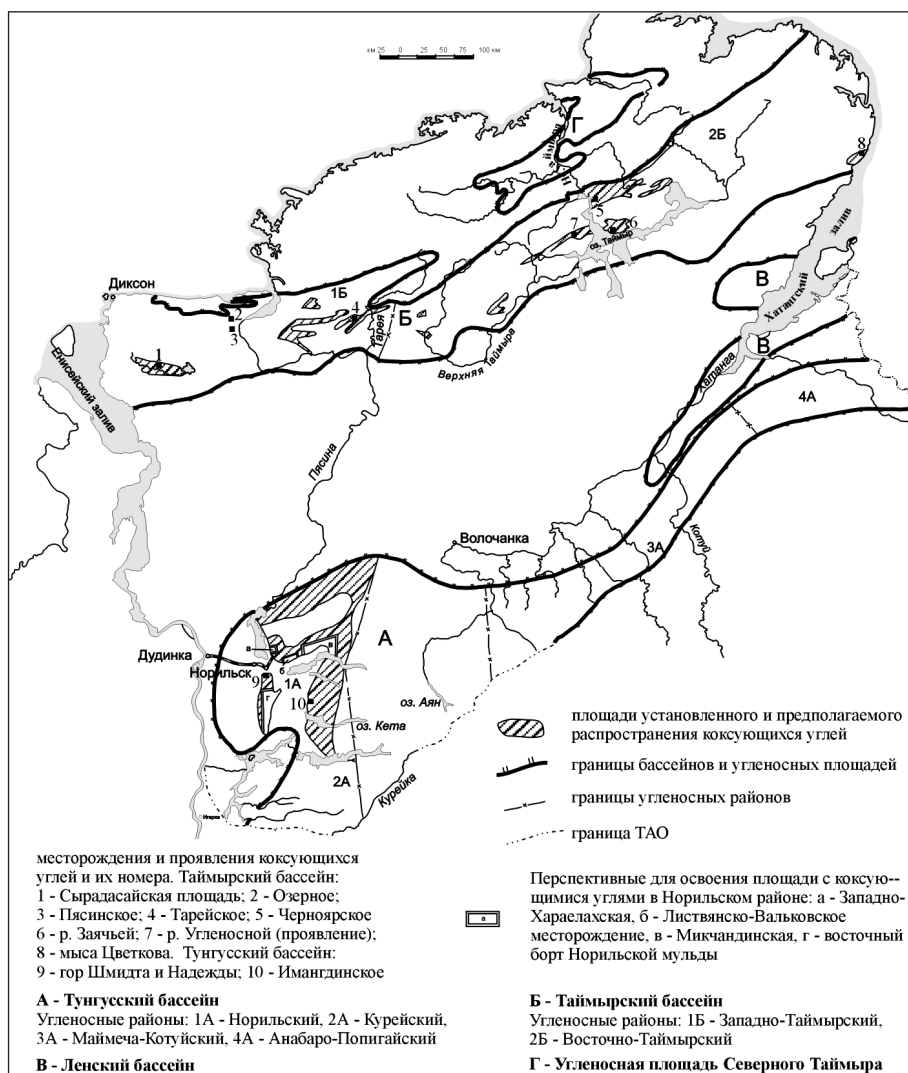 км 25 0 25 50 75 100 км
Г
Н. Таймыра
2Б
8
5
7
6
оз. Таймыр
залив
Хатангский
В
Диксон
1Б
2
3
4
Тарея
Б
Верхняя Таймыра
1
Енисейский залив
Хатанга
В
4А
Пясина
Волочанка
Котуй
3А
А
Дудинка
Норильск
а
б
в
9
1А
г
10
оз. Аян
оз. Кета
2А
Курейка
Игарка
площади установленного и предполагаемого
распространения коксующихся углей
границы бассейнов и угленосных площадей
границы угленосных районов
граница ТАО
месторождения и проявления коксующихся
углей и их номера. Таймырский бассейн:
1 - Сырадасайская площадь; 2 - Озерное;
3 - Пясинское; 4 - Тарейское; 5 - Черноярское
6 - р. Заячьей; 7 - р. Угленосной (проявление);
8 - мыса Цветкова. Тунгусский бассейн:
9 - гор Шмидта и Надежды; 10 - Имангдинское
а
Перспективные для освоения площади с коксую--
щимися углями в Норильском районе: а - Западно-
Хараелахская, б - Листвянско-Вальковское
месторождение, в - Микчандинская, г - восточный
борт Норильской мульды
А - Тунгусский бассейн
Угленосные районы: 1А - Норильский, 2А - Курейский,
3А - Маймеча-Котуйский, 4А - Анабаро-Попигайский
В - Ленский бассейн
Б - Таймырский бассейн
Угленосные районы: 1Б - Западно-Таймырский,
2Б - Восточно-Таймырский
Г - Угленосная площадь Северного Таймыра